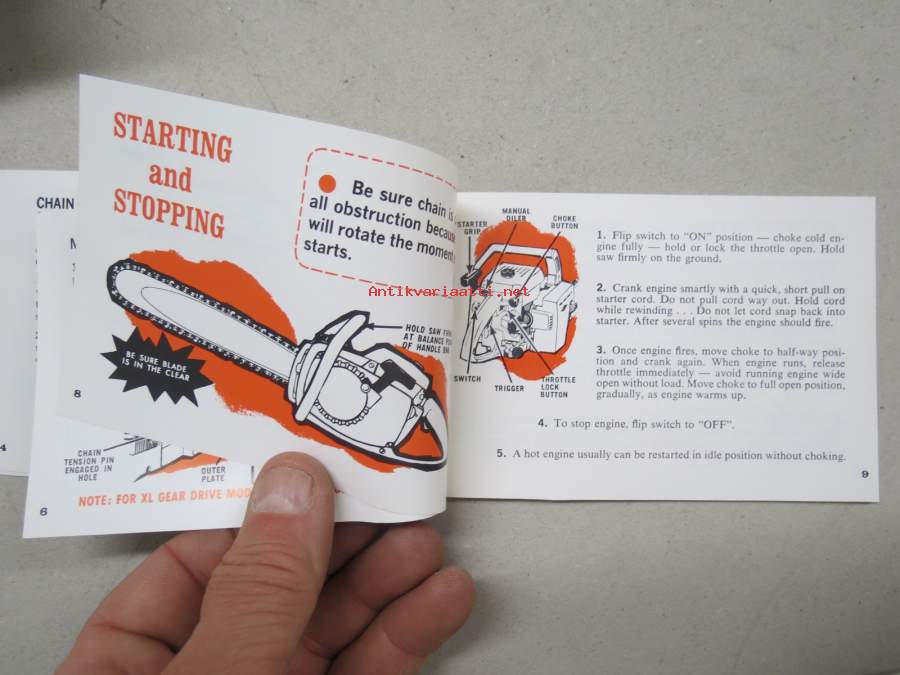 STARTING
and
STOPPING
Be sure chain is
all obstruction because
will rotate the moment
starts.
HOLD SAW FIRM
AT BALANCE PO
OF HANDLE BAR
BE SURE BLADE
IS IN THE CLEAR
8
CHAIN
M
4
CHAIN
TENSION PIN
ENGAGED IN
HOLE
OUTER
PLATE
NOTE: FOR XL GEAR DRIVE MOD
6
STARTER
GRIP
MANUAL
OILER
CHOKE
BUTTON
SWITCH
TRIGGER
THROTTLE
LOCK
BUTTON
1. Flip switch to "ON" position — choke cold en-
gine fully — hold or lock the throttle open. Hold
saw firmly on the ground.
2. Crank engine smartly with a quick, short pull on
starter cord. Do not pull cord way out. Hold cord
while rewinding . . . Do not let cord snap back into
starter. After several spins the engine should fire.
3. Once engine fires, move choke to half-way posi-
tion and crank again. When engine runs, release
throttle immediately — avoid running engine wide
open without load. Move choke to full open position,
gradually, as engine warms up.
4. To stop engine, flip switch to "OFF".
5. A hot engine usually can be restarted in idle position without choking.
9
Antikvariaatti.net